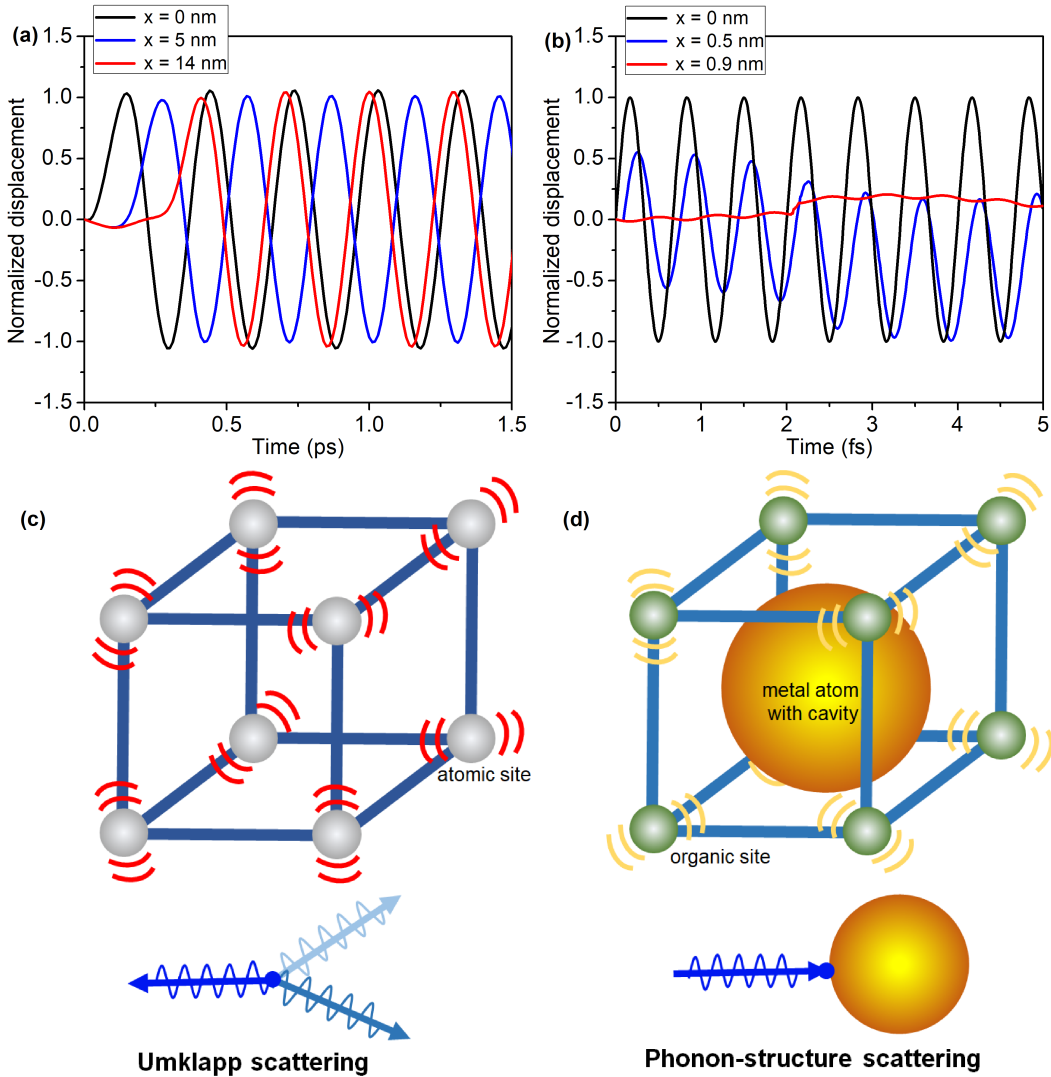 (a)
x = 0 nm
x = 5 nm
x = 14 nm
1.5
1.0
0.5
0.0
-0.5
-1.0
-1.5
Normalized displacement
0.0
0.5
1.0
1.5
Time (ps)
(b)
x = 0 nm
x = 0.5 nm
x = 0.9 nm
1.5
1.0
0.5
0.0
-0.5
-1.0
-1.5
Normalized displacement
0
1
2
3
4
5
Time (fs)
(c)
atomic site
(d)
metal atom
with cavity
organic site
Umklapp scattering
Phonon-structure scattering